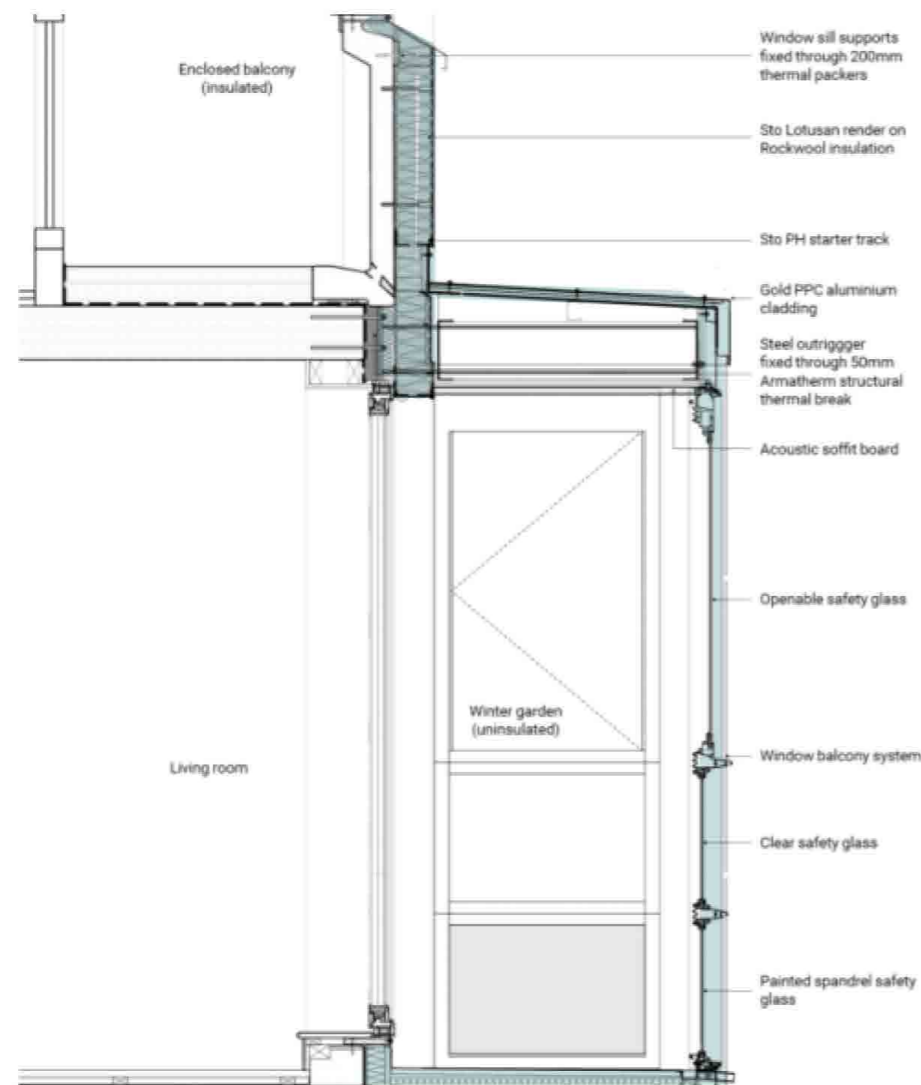 Enclosed balcony
(insulated)
Window sill supports
fixed through 200mm
thermal packers
Sto Lotusan render on
Rockwool insulation
Sto PH starter track
Gold PPC aluminium
cladding
Steel outriggger
fixed through 50mm
Armatherm structural
thermal break
Acoustic soffit board
Openable safety glass
Winter garden
(uninsulated)
Living room
Window balcony system
Clear safety glass
Painted spandrel safety
glass